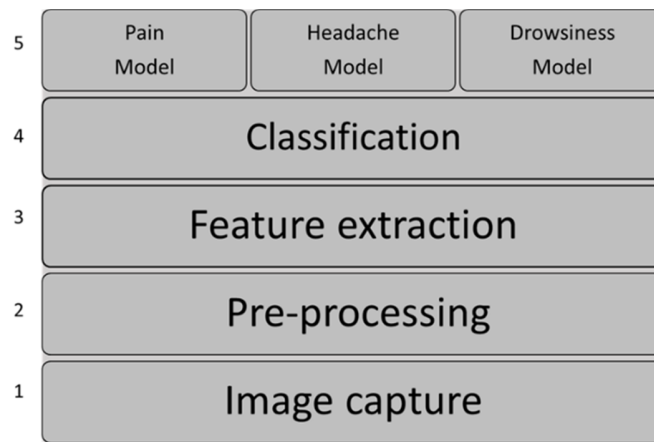 5
Pain
Model
Headache
Model
Drowsiness
Model
4
Classification
3
Feature extraction
2
Pre-processing
1
Image capture